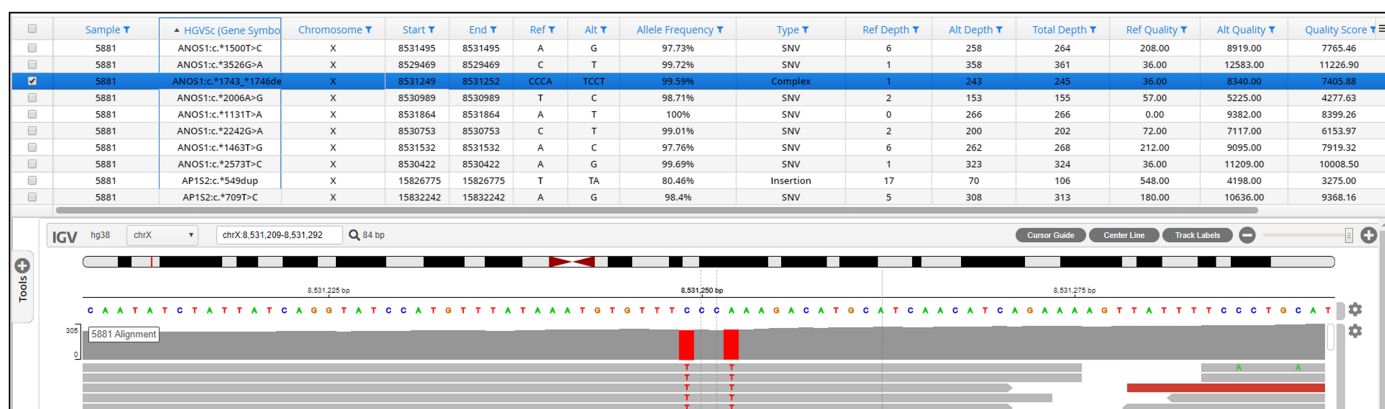 Sample HGVSc (Gene Symbo Chromosome Start End Ref Alt Allele Frequency Type Ref Depth Alt Depth Total Depth Ref Quality Alt Quality Quality Score
5881 ANOS1:c.*1500T>C X 8531495 8531495 A G 97.73% SNV 6 258 264 208.00 8919.00 7765.46
5881 ANOS1:c.*3526G>A X 8529469 8529469 C T 99.72% SNV 1 358 361 36.00 12583.00 11226.90
5881 ANOS1:c.*1743_*1746de X 8531249 8531252 CCCA TCCT 99.59% Complex 1 243 245 36.00 8340.00 7405.88
5881 ANOS1:c.*2006A>G X 8530989 8530989 T C 98.71% SNV 2 153 155 57.00 5225.00 4277.63
5881 ANOS1:c.*1131T>A X 8531864 8531864 A T 100% SNV 0 266 266 0.00 9382.00 8399.26
5881 ANOS1:c.*2242G>A X 8530753 8530753 C T 99.01% SNV 2 200 202 72.00 7117.00 6153.97
5881 ANOS1:c.*1463T>G X 8531532 8531532 A C 97.76% SNV 6 262 268 212.00 9095.00 7919.32
5881 ANOS1:c.*2573T>C X 8530422 8530422 A G 99.69% SNV 1 323 324 36.00 11209.00 10008.50
5881 AP1S2:c.*549dup X 15826775 15826775 T TA 80.46% Insertion 17 70 106 548.00 4198.00 3275.00
5881 AP1S2:c.*709T>C X 15832242 15832242 A G 98.4% SNV 5 308 313 180.00 10636.00 9368.16
IGV hg38 chrX chrX:8,531,209-8,531,292 84 bp Cursor Guide Center Line Track Labels
Tools
8,531,225 bp 8,531,250 bp 8,531,275 bp
C A A T A T C T A T T A T C A G G T A T C C A T G T T T A T A A A T G T G T T T C C C A A A G A C A T G C A T C A A C A T C A G A A A A G T T A T T T T C C C T G C A T
305
5881 Alignment
0
T T A A
T T
T T
T T